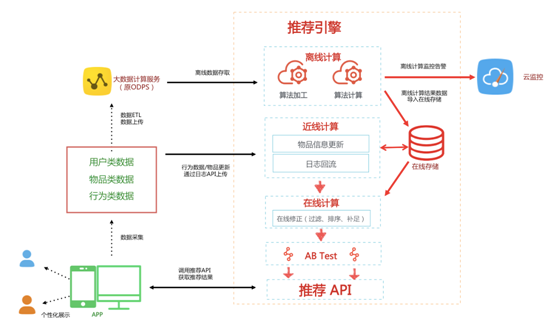 推荐引擎
离线计算
算法加工
算法计算
离线数据存取
大数据计算服务
（原ODPS）
离线计算监控告警
云监控
离线计算结果数据
导入在线存储
数据ETL
数据上传
近线计算
物品信息更新
日志回流
在线存储
用户类数据
物品类数据
行为类数据
行为数据/物品更新
通过日志API上传
在线计算
在线修正（过滤、排序、补足）
数据采集
AB Test
调用推荐API
获取推荐结果
推荐 API
个性化展示
APP